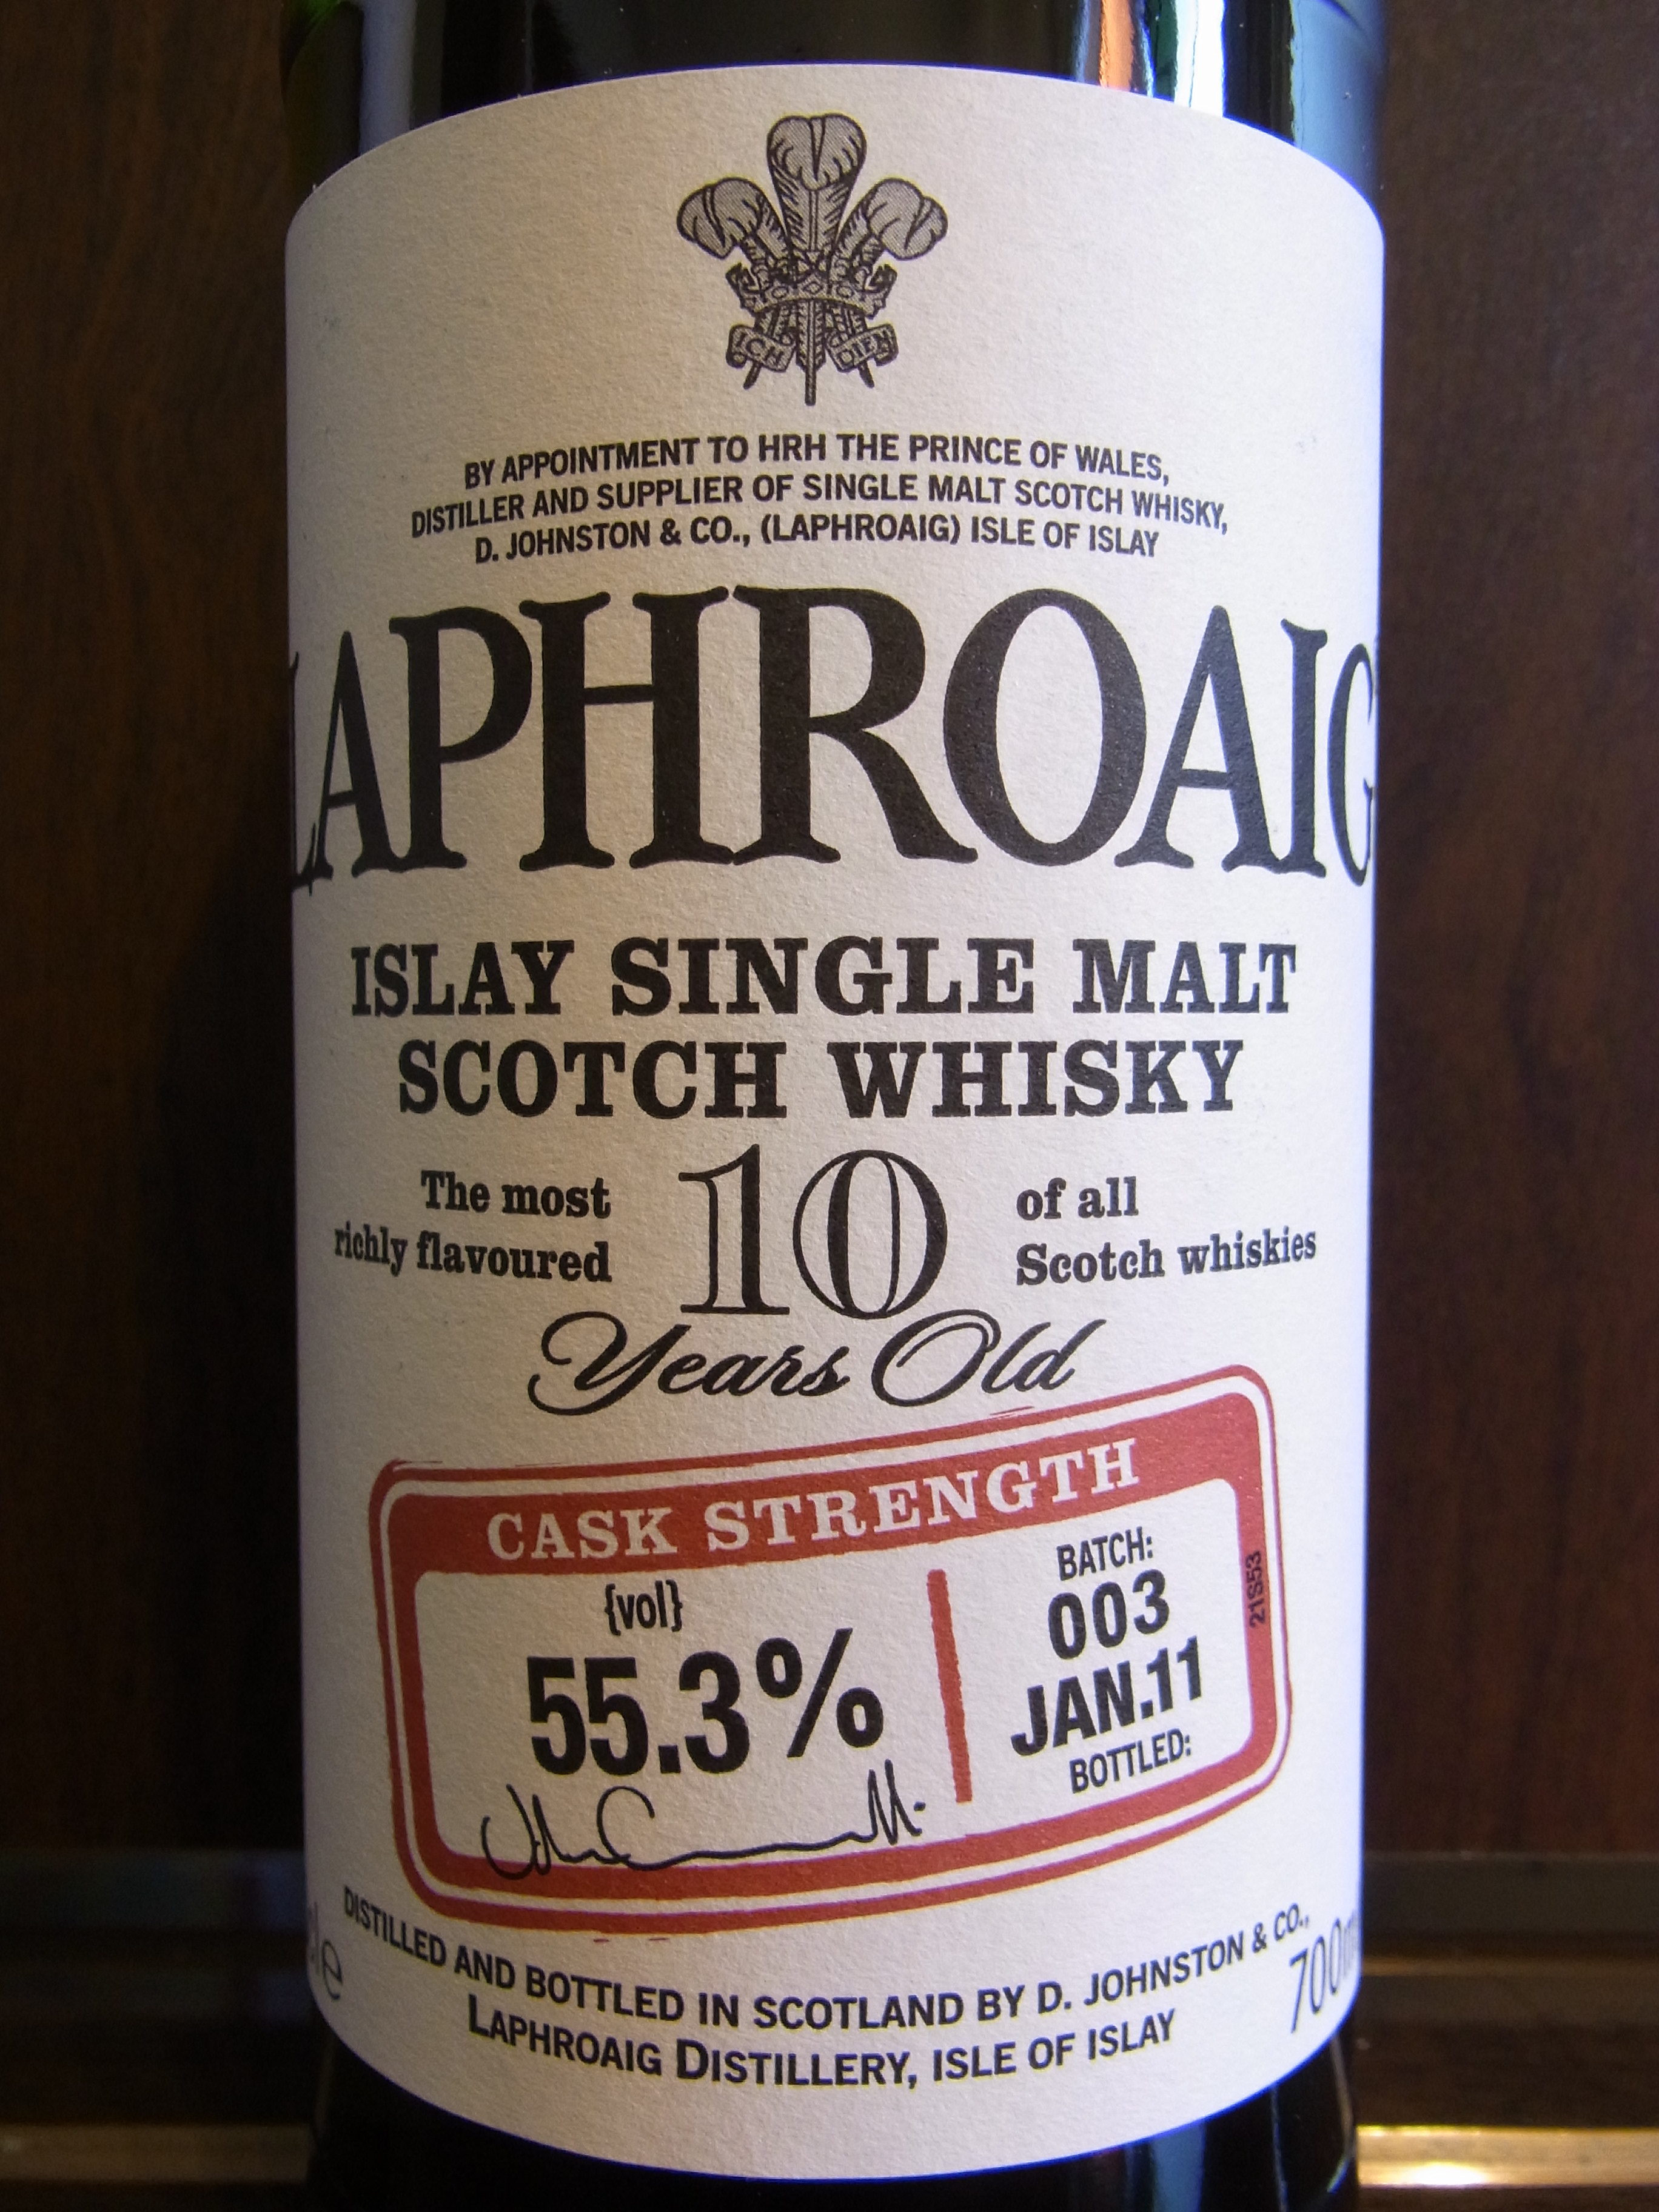 ICH DIEN
BY APPOINTMENT TO HRH THE PRINCE OF WALES,
DISTILLER AND SUPPLIER OF SINGLE MALT SCOTCH WHISKY,
D. JOHNSTON & CO., (LAPHROAIG) ISLE OF ISLAY
LAPHROAIG
ISLAY SINGLE MALT
SCOTCH WHISKY
The most 10 of all
richly flavoured Scotch whiskies
Years Old
CASK STRENGTH
{vol}
55.3%
BATCH:
003
JAN.11
BOTTLED:
21S53
DISTILLED AND BOTTLED IN SCOTLAND BY D. JOHNSTON & CO.,
LAPHROAIG DISTILLERY, ISLE OF ISLAY
700m